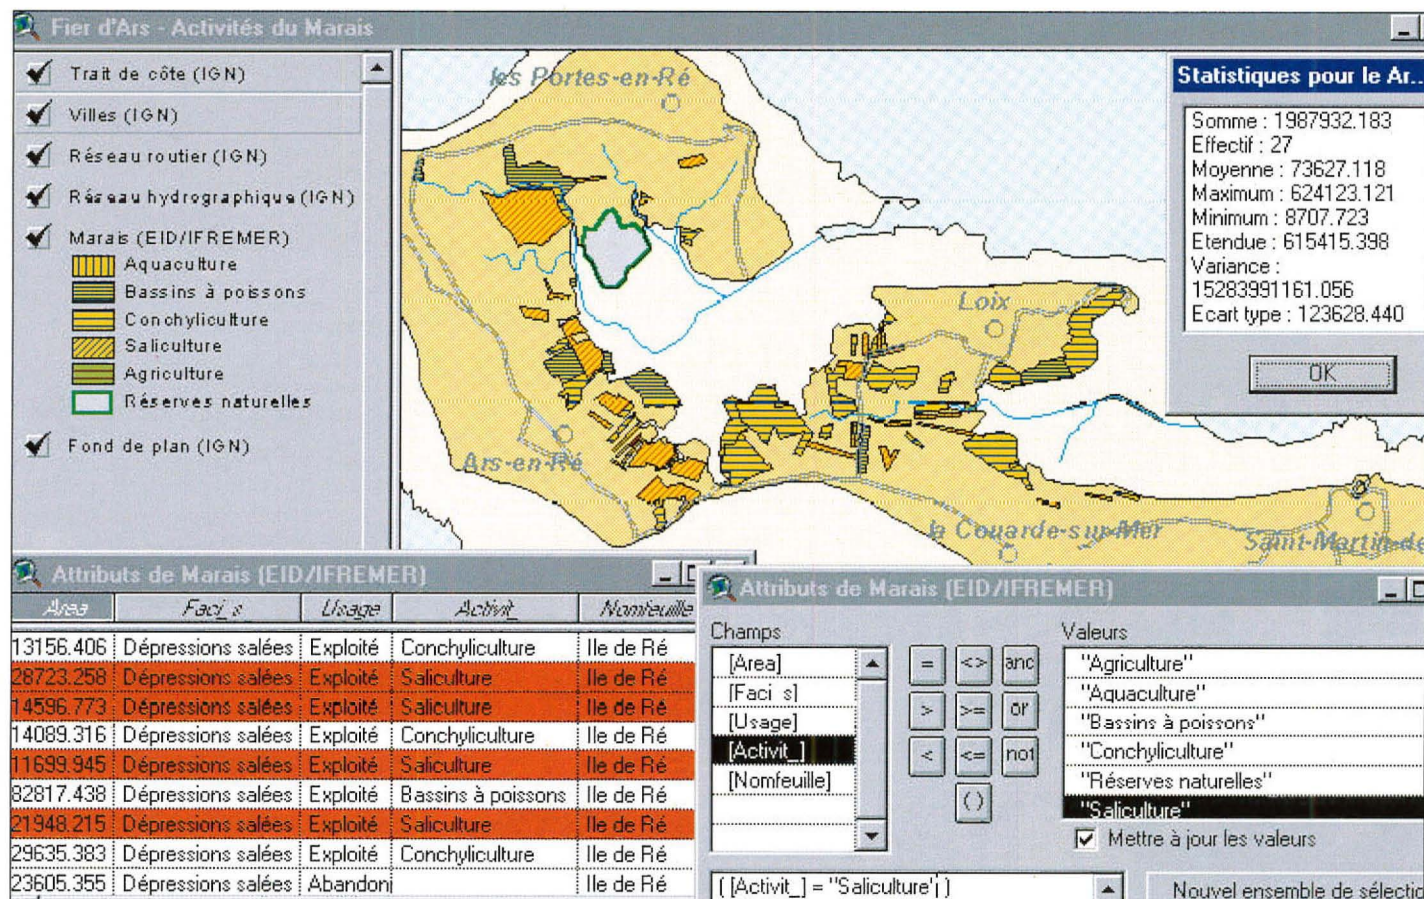 Fier d'Ars - Activités du Marais
Trait de côte (IGN)
Villes (IGN)
Réseau routier (IGN)
Réseau hydrographique (IGN)
Marais (EID/IFREMER)
Aquaculture
Bassins à poissons
Conchyliculture
Saliculture
Agriculture
Réserves naturelles
Fond de plan (IGN)
les Portes-en-Ré
Loix
Ars-en-Ré
la Couarde-sur-Mer
Saint-Martin-de
Statistiques pour le Ar...
Somme : 1987932.183
Effectif : 27
Moyenne : 73627.118
Maximum : 624123.121
Minimum : 8707.723
Etendue : 615415.398
Variance :
15283991161.056
Ecart type : 123628.440
OK
Attributs de Marais (EID/IFREMER)
Area Faci_s Usage Activit_ Nomfeuille
13156.406 Dépressions salées Exploité Conchyliculture Ile de Ré
28723.258 Dépressions salées Exploité Saliculture Ile de Ré
14596.773 Dépressions salées Exploité Saliculture Ile de Ré
14089.316 Dépressions salées Exploité Conchyliculture Ile de Ré
11699.945 Dépressions salées Exploité Saliculture Ile de Ré
82817.438 Dépressions salées Exploité Bassins à poissons Ile de Ré
21948.215 Dépressions salées Exploité Saliculture Ile de Ré
29635.383 Dépressions salées Exploité Conchyliculture Ile de Ré
23605.355 Dépressions salées Abandoni Ile de Ré
Attributs de Marais (EID/IFREMER)
Champs
[Area]
[Faci s]
[Usage]
[Activit_]
[Nomfeuille]
= <> and
> >= or
< <= not
( )
Valeurs
"Agriculture"
"Aquaculture"
"Bassins à poissons"
"Conchyliculture"
"Réserves naturelles"
"Saliculture"
Mettre à jour les valeurs
( [Activit_] = "Saliculture" )
Nouvel ensemble de sélectio